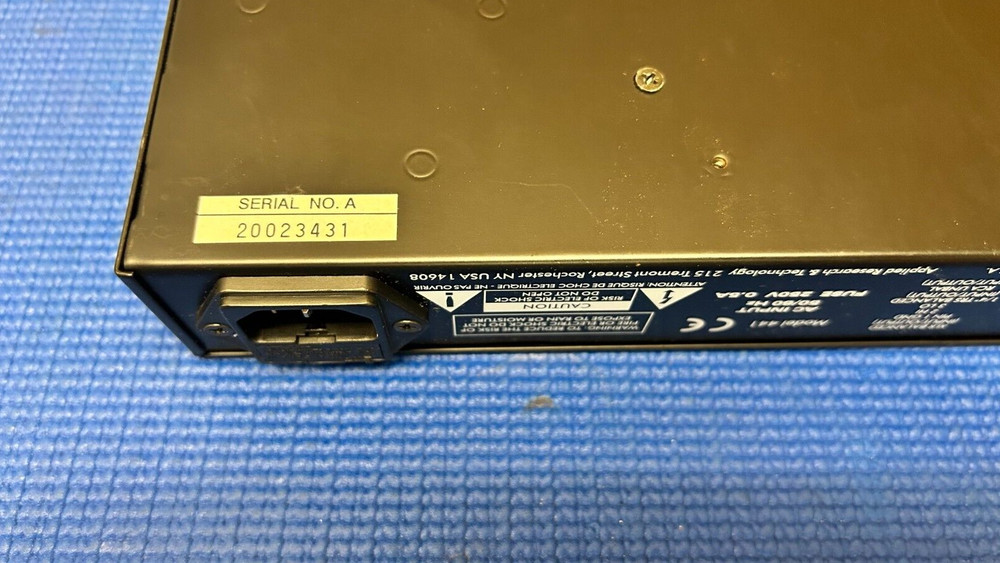 SERIAL NO. A
20023431
Applied Research & Technology 215 Tremont Street, Rochester NY USA 14608
ATTENTION: RISQUE DE CHOC ELECTRIQUE - NE PAS OUVRIR
CAUTION
RISK OF ELECTRIC SHOCK
DO NOT OPEN
WARNING: TO REDUCE THE RISK OF
FIRE OR ELECTRIC SHOCK DO NOT
EXPOSE TO RAIN OR MOISTURE
CE
Model 341
AC INPUT
50/60 Hz
FUSE 250V 0.5A